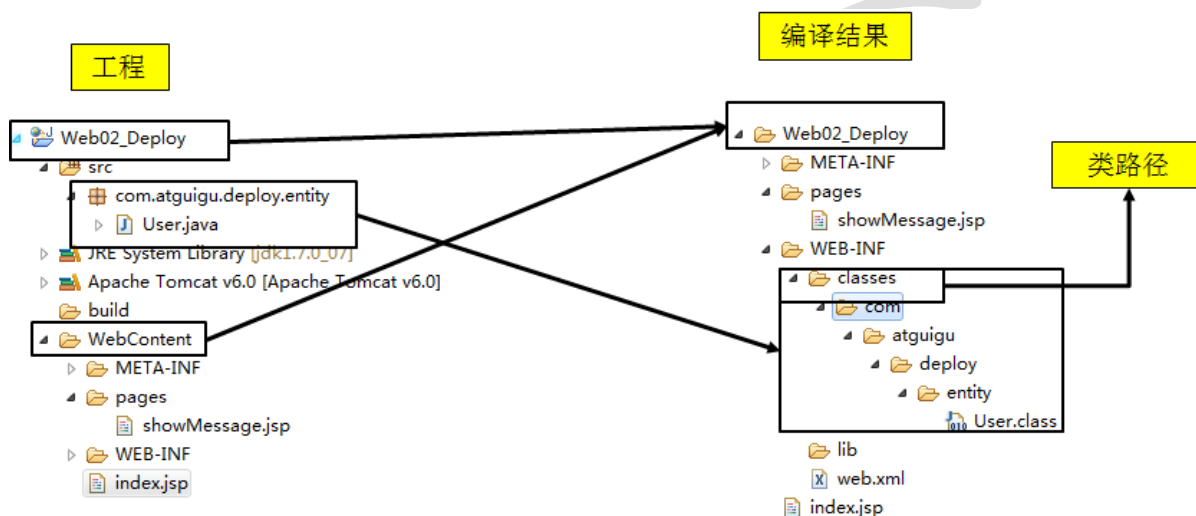 工程
Web02_Deploy
src
com.atguigu.deploy.entity
User.java
JRE System Library [jdk1.7.0_07]
Apache Tomcat v6.0 [Apache Tomcat v6.0]
build
WebContent
META-INF
pages
showMessage.jsp
WEB-INF
index.jsp
编译结果
Web02_Deploy
META-INF
pages
showMessage.jsp
WEB-INF
classes
com
atguigu
deploy
entity
User.class
lib
web.xml
index.jsp
类路径